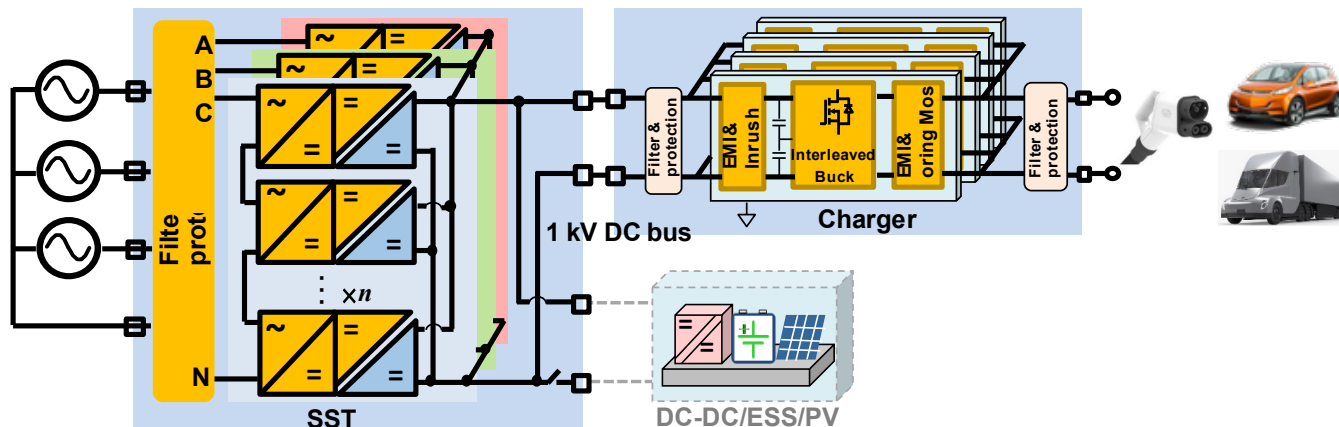 A
B
C
N
Filte
prot
~
=
~
=
~
=
=
=
=
=
~
=
=
=
⋮ ×n
~
=
=
=
SST
1 kV DC bus
Filter &
protection
EMI&
Inrush
Interleaved
Buck
EMI&
oring Mos
Filter &
protection
Charger
=
=
DC-DC/ESS/PV